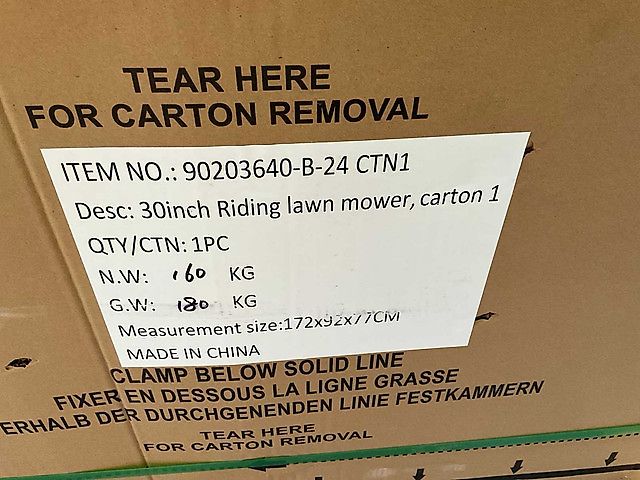 TEAR HERE
FOR CARTON REMOVAL
ITEM NO.: 90203640-B-24 CTN1
Desc: 30inch Riding lawn mower, carton 1
QTY/CTN: 1PC
N.W: 160 KG
G.W: 180 KG
Measurement size:172x92x77CM
MADE IN CHINA
CLAMP BELOW SOLID LINE
FIXER EN DESSOUS LA LIGNE GRASSE
ERHALB DER DURCHGENENDEN LINIE FESTKAMMERN
TEAR HERE
FOR CARTON REMOVAL